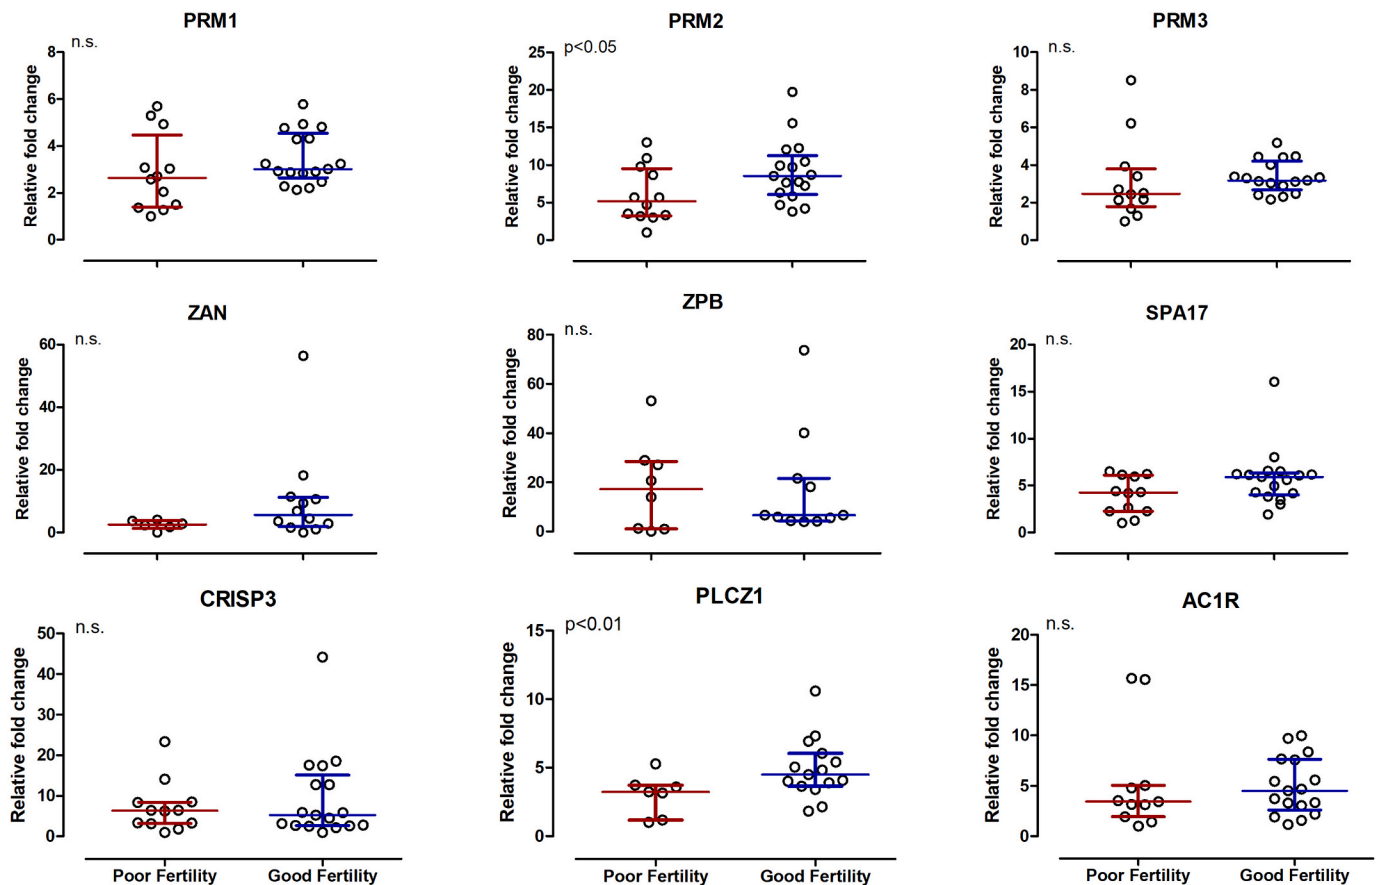 PRM1
n.s.
Relative fold change
8
6
4
2
0
PRM2
p<0.05
Relative fold change
25
20
15
10
5
0
PRM3
n.s.
Relative fold change
10
8
6
4
2
0
ZAN
n.s.
Relative fold change
60
40
20
0
ZPB
n.s.
Relative fold change
80
60
40
20
0
SPA17
n.s.
Relative fold change
20
15
10
5
0
CRISP3
n.s.
Relative fold change
50
40
30
20
10
0
Poor Fertility Good Fertility
PLCZ1
p<0.01
Relative fold change
15
10
5
0
Poor Fertility Good Fertility
AC1R
n.s.
Relative fold change
20
15
10
5
0
Poor Fertility Good Fertility